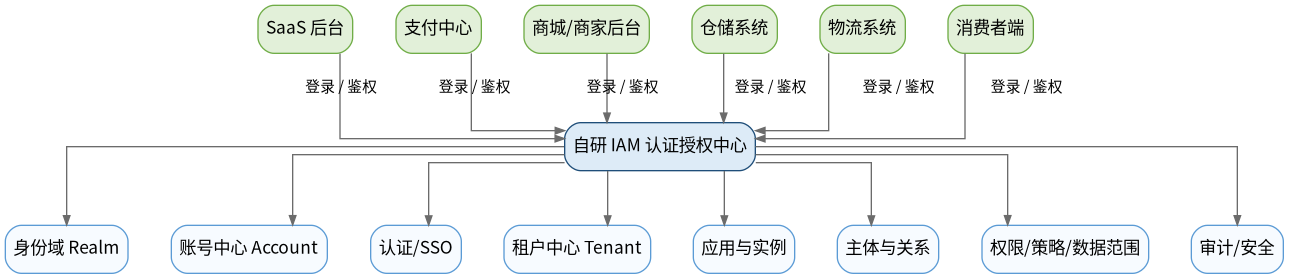 SaaS 后台
支付中心
商城/商家后台
仓储系统
物流系统
消费者端
登录 / 鉴权
登录 / 鉴权
登录 / 鉴权
登录 / 鉴权
登录 / 鉴权
登录 / 鉴权
自研 IAM 认证授权中心
身份域 Realm
账号中心 Account
认证/SSO
租户中心 Tenant
应用与实例
主体与关系
权限/策略/数据范围
审计/安全